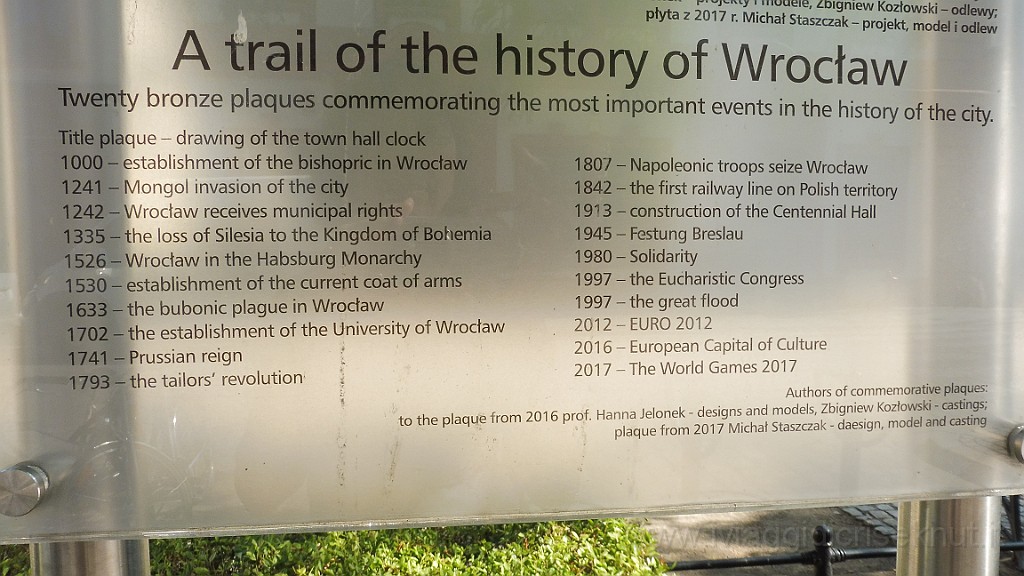 projekty i modele, Zbigniew Kozłowski – odlewy;
płyta z 2017 r. Michał Staszczak – projekt, model i odlew
A trail of the history of Wrocław
Twenty bronze plaques commemorating the most important events in the history of the city.
Title plaque – drawing of the town hall clock
1000 – establishment of the bishopric in Wrocław
1241 – Mongol invasion of the city
1242 – Wrocław receives municipal rights
1335 – the loss of Silesia to the Kingdom of Bohemia
1526 – Wrocław in the Habsburg Monarchy
1530 – establishment of the current coat of arms
1633 – the bubonic plague in Wrocław
1702 – the establishment of the University of Wrocław
1741 – Prussian reign
1793 – the tailors' revolution
1807 – Napoleonic troops seize Wrocław
1842 – the first railway line on Polish territory
1913 – construction of the Centennial Hall
1945 – Festung Breslau
1980 – Solidarity
1997 – the Eucharistic Congress
1997 – the great flood
2012 – EURO 2012
2016 – European Capital of Culture
2017 – The World Games 2017
Authors of commemorative plaques:
to the plaque from 2016 prof. Hanna Jelonek - designs and models, Zbigniew Kozłowski - castings;
plaque from 2017 Michał Staszczak - daesign, model and casting